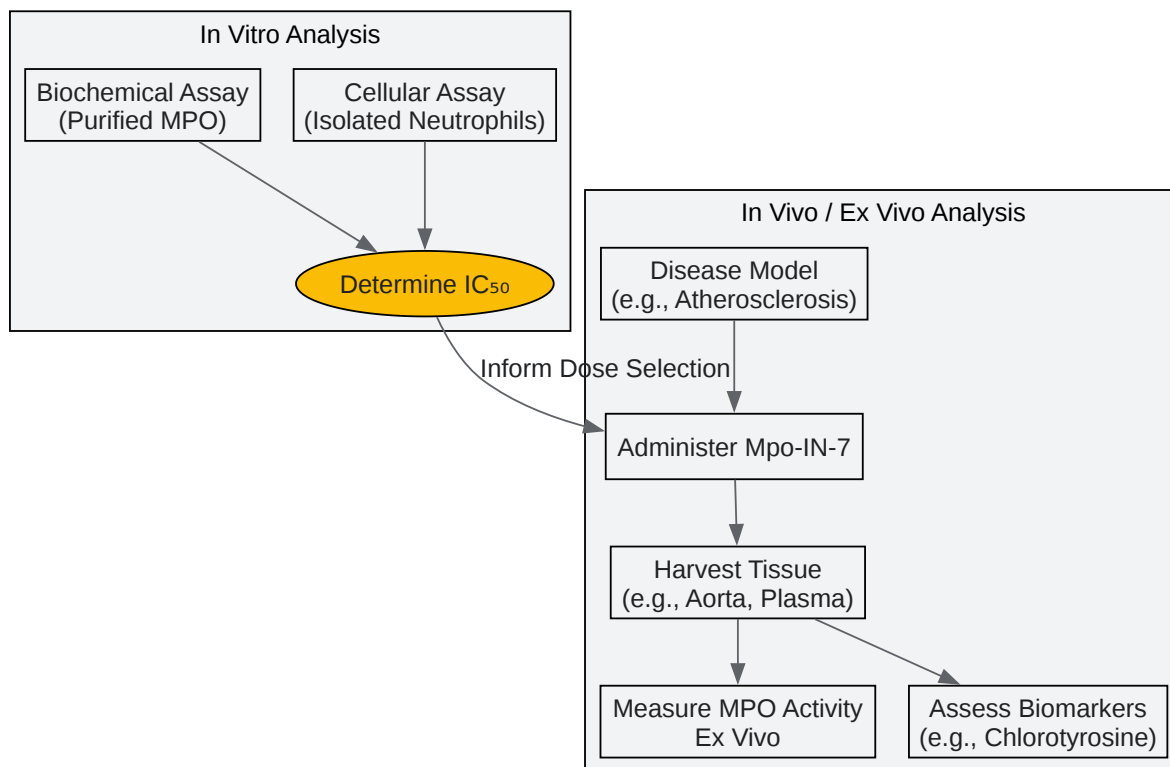 In Vitro Analysis
Biochemical Assay
(Purified MPO)
Cellular Assay
(Isolated Neutrophils)
Determine IC₅₀
Inform Dose Selection
In Vivo / Ex Vivo Analysis
Disease Model
(e.g., Atherosclerosis)
Administer Mpo-IN-7
Harvest Tissue
(e.g., Aorta, Plasma)
Measure MPO Activity
Ex Vivo
Assess Biomarkers
(e.g., Chlorotyrosine)